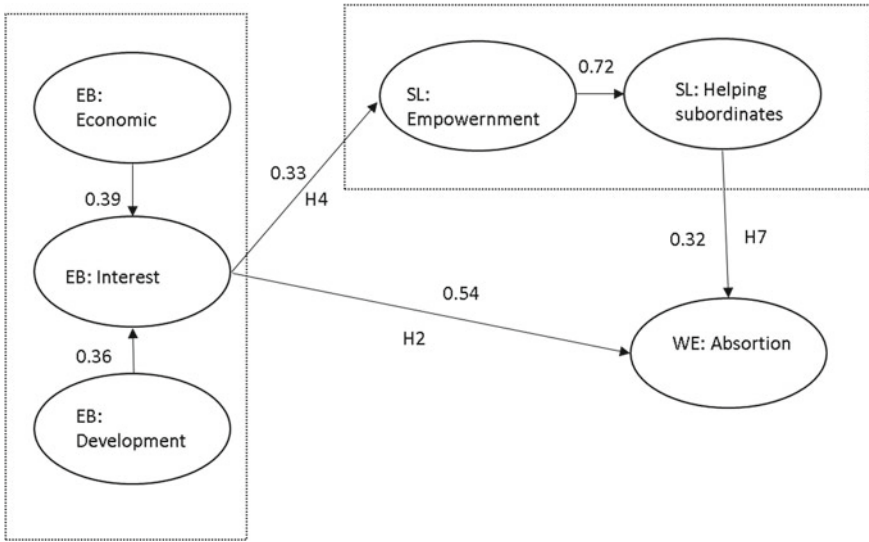 EB:
Economic
0.39
EB: Interest
0.36
EB:
Development
0.33
H4
SL:
Empowernment
0.72
SL: Helping
subordinates
0.32
H7
0.54
H2
WE: Absortion